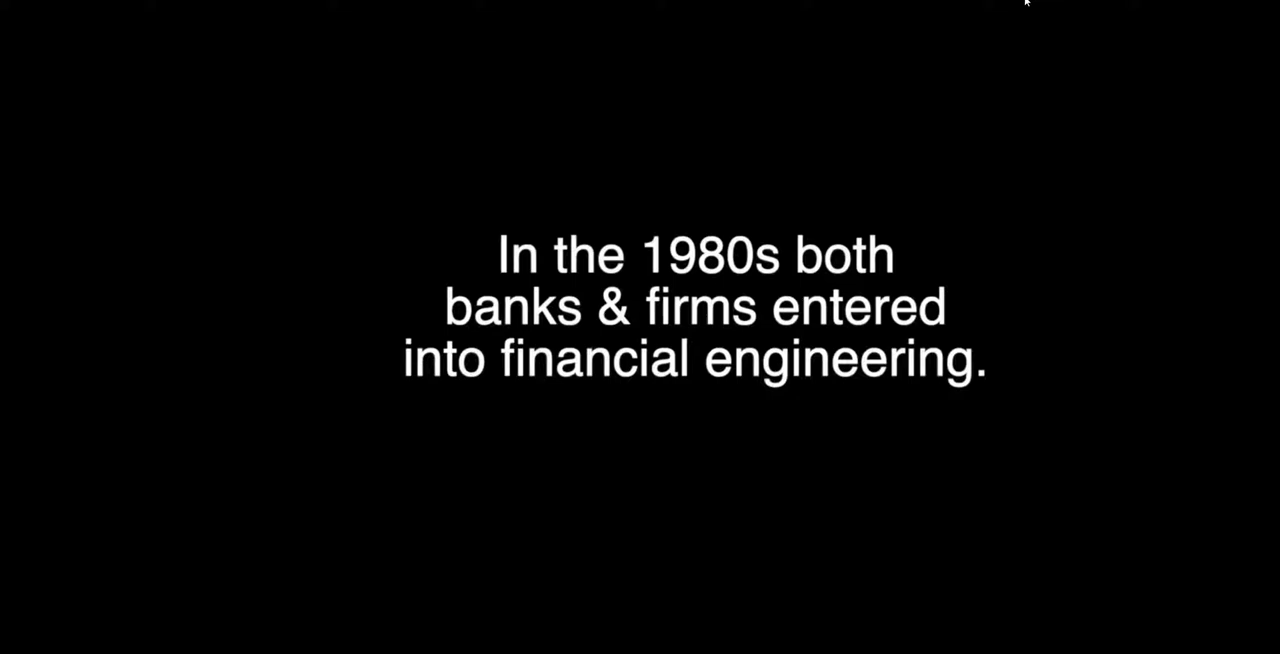 In the 1980s both
banks & firms entered
into financial engineering.